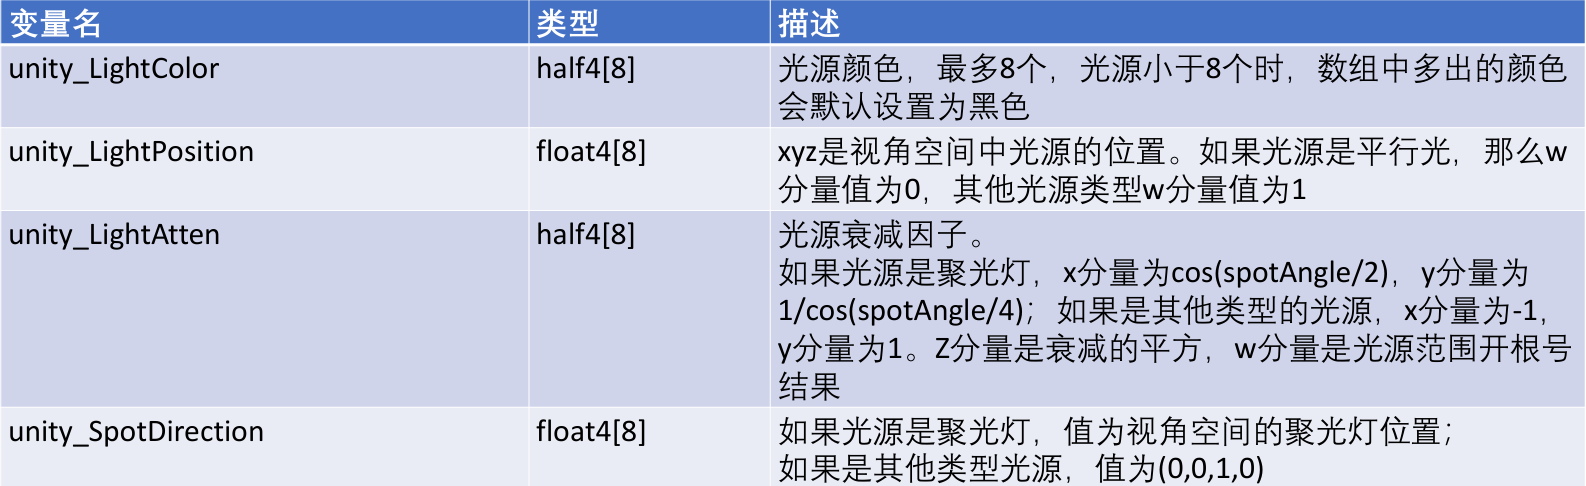 变量名 类型 描述
unity_LightColor half4[8] 光源颜色，最多8个，光源小于8个时，数组中多出的颜色
会默认设置为黑色
unity_LightPosition float4[8] xyz是视角空间中光源的位置。如果光源是平行光，那么w
分量值为0，其他光源类型w分量值为1
unity_LightAtten half4[8] 光源衰减因子。
如果光源是聚光灯，x分量为cos(spotAngle/2)，y分量为
1/cos(spotAngle/4)；如果是其他类型的光源，x分量为-1，
y分量为1。Z分量是衰减的平方，w分量是光源范围开根号
结果
unity_SpotDirection float4[8] 如果光源是聚光灯，值为视角空间的聚光灯位置；
如果是其他类型光源，值为(0,0,1,0)